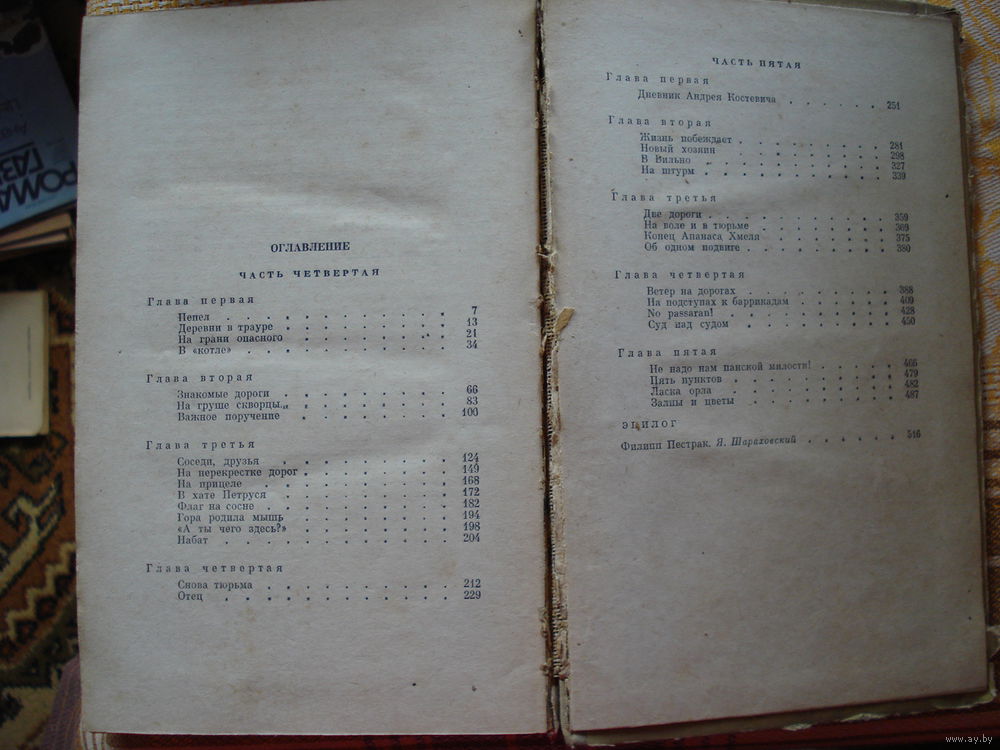 ОГЛАВЛЕНИЕ
ЧАСТЬ ЧЕТВЕРТАЯ
Глава первая
Пепел . . . . . . . . . . . 7
Деревни в трауре . . . . . . . . 13
На грани опасного . . . . . . . . 21
В «котле» . . . . . . . . . . 34
Глава вторая
Знакомые дороги . . . . . . . . 66
На груше скворцы.. . . . . . . . 83
Важное поручение . . . . . . . . 100
Глава третья
Соседи, друзья . . . . . . . . . 124
На перекрестке дорог . . . . . . . 149
На прицеле . . . . . . . . . 168
В хате Петруся . . . . . . . . 172
Флаг на сосне . . . . . . . . . 182
Гора родила мышь . . . . . . . . 194
«А ты чего здесь?» . . . . . . . . 198
Набат . . . . . . . . . . . 204
Глава четвертая
Снова тюрьма . . . . . . . . . 212
Отец . . . . . . . . . . . 229
ЧАСТЬ ПЯТАЯ
Глава первая
Дневник Андрея Костевича . . . . . . 251
Глава вторая
Жизнь побеждает . . . . . . . . 281
Новый хозяин . . . . . . . . . 298
В Вильно . . . . . . . . . . 327
На штурм . . . . . . . . . . 339
Глава третья
Две дороги . . . . . . . . . . 359
На воле и в тюрьме . . . . . . . 369
Конец Апанаса Хмеля . . . . . . . 375
Об одном подвиге . . . . . . . . 380
Глава четвертая
Ветер на дорогах . . . . . . . . 388
На подступах к баррикадам . . . . . . 409
No passaran! . . . . . . . . . 428
Суд над судом . . . . . . . . . 450
Глава пятая
Не надо нам панской милости! . . . . . 466
Пять пунктов . . . . . . . . . 479
Ласка орла . . . . . . . . . . 482
Залпы и цветы . . . . . . . . . 487
ЭПИЛОГ
Филипп Пестрак. Я. Шараховский . . . . . . 516
www.ay.by